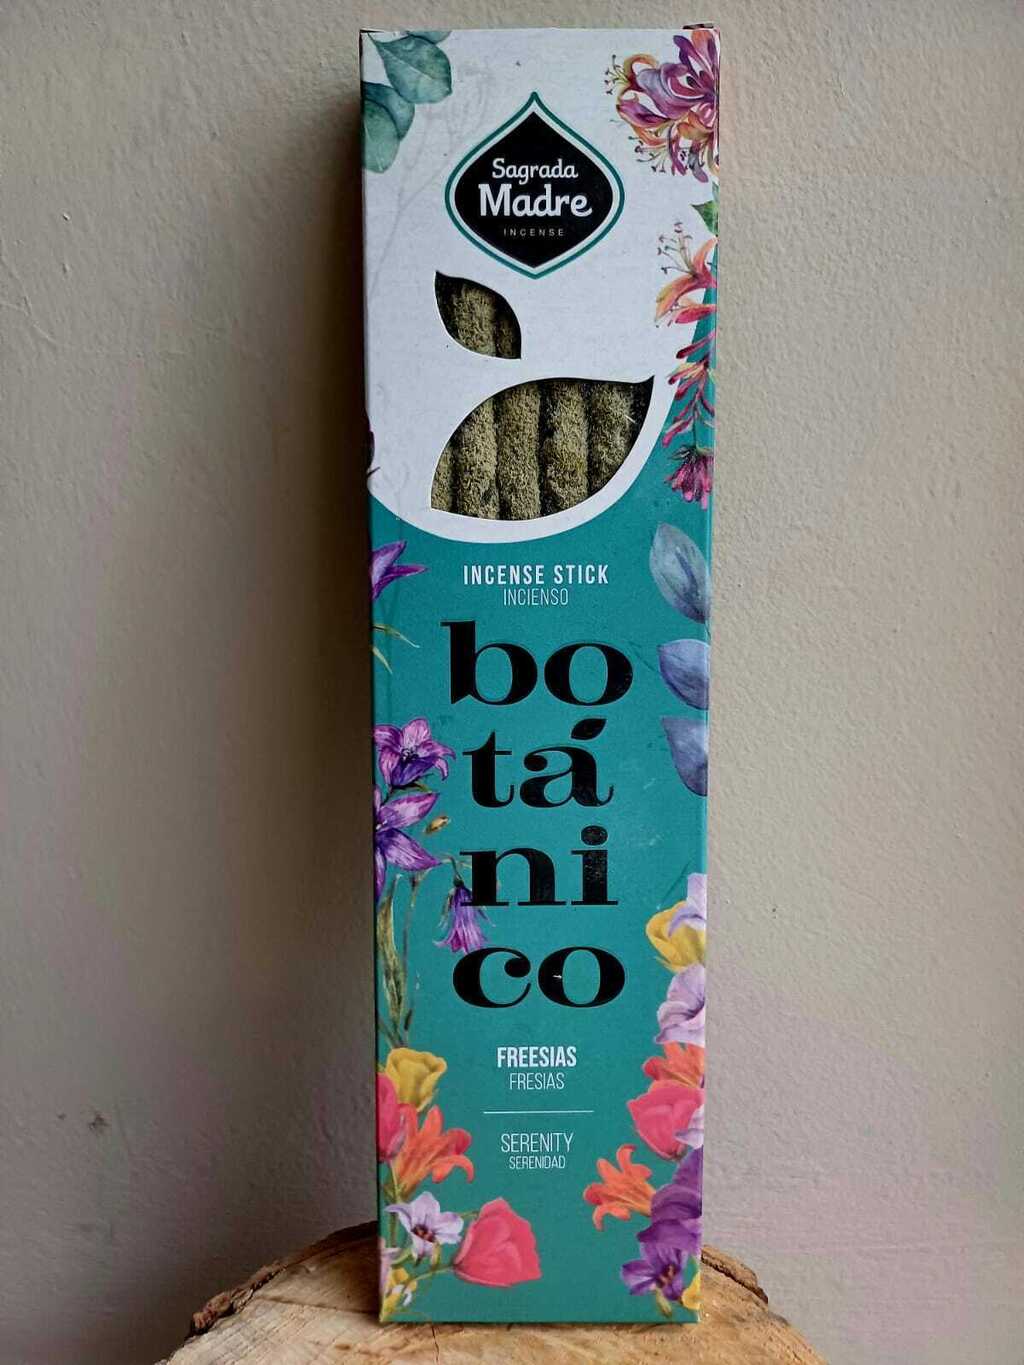 Sagrada
Madre
INCENSE
INCENSE STICK
INCIENSO
bo
tá
ni
co
FREESIAS
FRESIAS
SERENITY
SERENIDAD